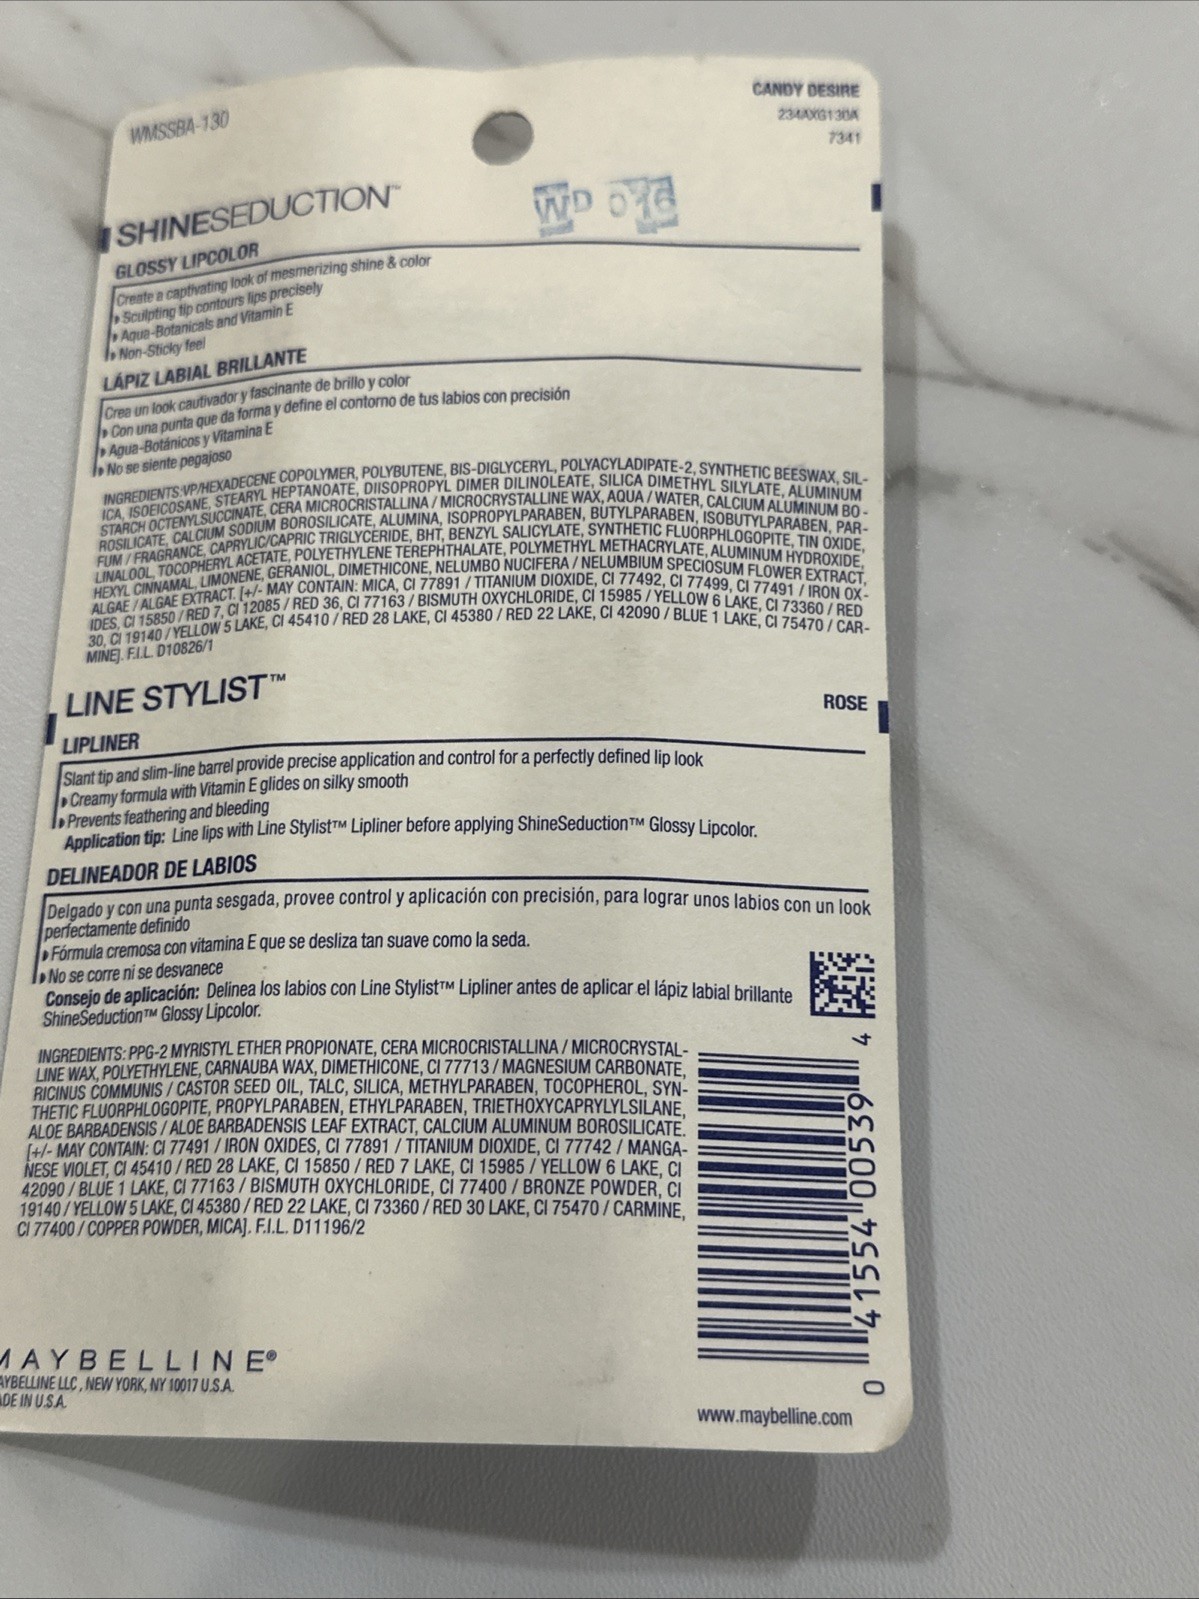 WMSSBA-130
CANDY DESIRE
234AXG130A
7341
WD 076
SHINESEDUCTION™
GLOSSY LIPCOLOR
Create a captivating look of mesmerizing shine & color
Sculpting tip contours lips precisely
Aqua-Botanicals and Vitamin E
Non-Sticky feel
LÁPIZ LABIAL BRILLANTE
Crea un look cautivador y fascinante de brillo y color
Con una punta que da forma y define el contorno de tus labios con precisión
Agua-Botánicos y Vitamina E
No se siente pegajoso
INGREDIENTS:VP/HEXADECENE COPOLYMER, POLYBUTENE, BIS-DIGLYCERYL, POLYACYLADIPATE-2, SYNTHETIC BEESWAX, SIL-
ICA, ISOEICOSANE, STEARYL HEPTANOATE, DIISOPROPYL DIMER DILINOLEATE, SILICA DIMETHYL SILYLATE, ALUMINUM
STARCH OCTENYLSUCCINATE, CERA MICROCRISTALLINA / MICROCRYSTALLINE WAX, AQUA / WATER, CALCIUM ALUMINUM BO-
ROSILICATE, CALCIUM SODIUM BOROSILICATE, ALUMINA, ISOPROPYLPARABEN, BUTYLPARABEN, ISOBUTYLPARABEN, PAR-
FUM / FRAGRANCE, CAPRYLIC/CAPRIC TRIGLYCERIDE, BHT, BENZYL SALICYLATE, SYNTHETIC FLUORPHLOGOPITE, TIN OXIDE,
LINALOOL, TOCOPHERYL ACETATE, POLYETHYLENE TEREPHTHALATE, POLYMETHYL METHACRYLATE, ALUMINUM HYDROXIDE,
HEXYL CINNAMAL, LIMONENE, GERANIOL, DIMETHICONE, NELUMBO NUCIFERA / NELUMBIUM SPECIOSUM FLOWER EXTRACT,
ALGAE / ALGAE EXTRACT. [+/- MAY CONTAIN: MICA, CI 77891 / TITANIUM DIOXIDE, CI 77492, CI 77499, CI 77491 / IRON OX-
IDES, CI 15850 / RED 7, CI 12085 / RED 36, CI 77163 / BISMUTH OXYCHLORIDE, CI 15985 / YELLOW 6 LAKE, CI 73360 / RED
30, CI 19140 / YELLOW 5 LAKE, CI 45410 / RED 28 LAKE, CI 45380 / RED 22 LAKE, CI 42090 / BLUE 1 LAKE, CI 75470 / CAR-
MINE]. F.I.L. D10826/1
LINE STYLIST™
ROSE
LIPLINER
Slant tip and slim-line barrel provide precise application and control for a perfectly defined lip look
Creamy formula with Vitamin E glides on silky smooth
Prevents feathering and bleeding
Application tip: Line lips with Line Stylist™ Lipliner before applying ShineSeduction™ Glossy Lipcolor.
DELINEADOR DE LABIOS
Delgado y con una punta sesgada, provee control y aplicación con precisión, para lograr unos labios con un look
perfectamente definido
Fórmula cremosa con vitamina E que se desliza tan suave como la seda.
No se corre ni se desvanece
Consejo de aplicación: Delinea los labios con Line Stylist™ Lipliner antes de aplicar el lápiz labial brillante
ShineSeduction™ Glossy Lipcolor.
INGREDIENTS: PPG-2 MYRISTYL ETHER PROPIONATE, CERA MICROCRISTALLINA / MICROCRYSTAL-
LINE WAX, POLYETHYLENE, CARNAUBA WAX, DIMETHICONE, CI 77713 / MAGNESIUM CARBONATE,
RICINUS COMMUNIS / CASTOR SEED OIL, TALC, SILICA, METHYLPARABEN, TOCOPHEROL, SYN-
THETIC FLUORPHLOGOPITE, PROPYLPARABEN, ETHYLPARABEN, TRIETHOXYCAPRYLYLSILANE,
ALOE BARBADENSIS / ALOE BARBADENSIS LEAF EXTRACT, CALCIUM ALUMINUM BOROSILICATE.
[+/- MAY CONTAIN: CI 77491 / IRON OXIDES, CI 77891 / TITANIUM DIOXIDE, CI 77742 / MANGA-
NESE VIOLET, CI 45410 / RED 28 LAKE, CI 15850 / RED 7 LAKE, CI 15985 / YELLOW 6 LAKE, CI
42090 / BLUE 1 LAKE, CI 77163 / BISMUTH OXYCHLORIDE, CI 77400 / BRONZE POWDER, CI
19140 / YELLOW 5 LAKE, CI 45380 / RED 22 LAKE, CI 73360 / RED 30 LAKE, CI 75470 / CARMINE,
CI 77400 / COPPER POWDER, MICA]. F.I.L. D11196/2
0 41554 00539 4
MAYBELLINE®
AYBELLINE LLC, NEW YORK, NY 10017 U.S.A.
ADE IN U.S.A.
www.maybelline.com